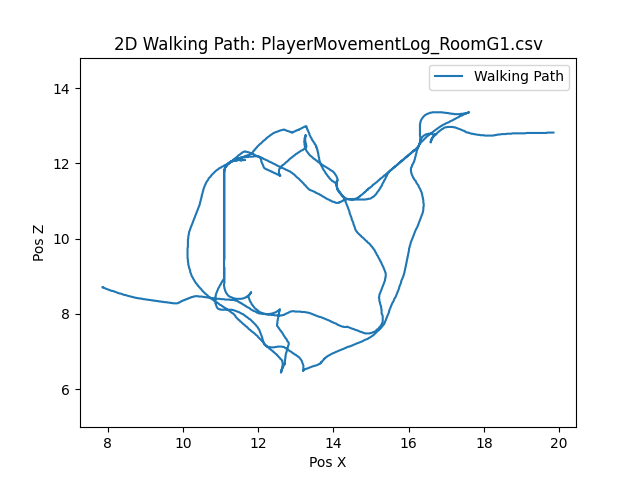 2D Walking Path: PlayerMovementLog_RoomG1.csv
Walking Path
14
12
10
8
6
Pos Z
8 10 12 14 16 18 20
Pos X